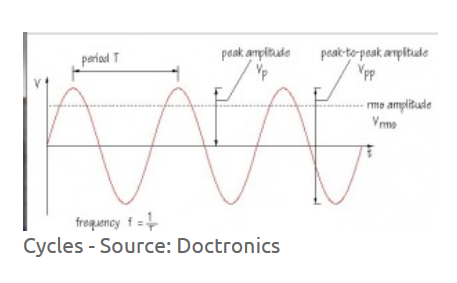 period T
peak amplitude
Vp
peak-to-peak amplitude
Vpp
V
rms amplitude
Vrms
t
frequency f = 1/T
Cycles - Source: Doctronics